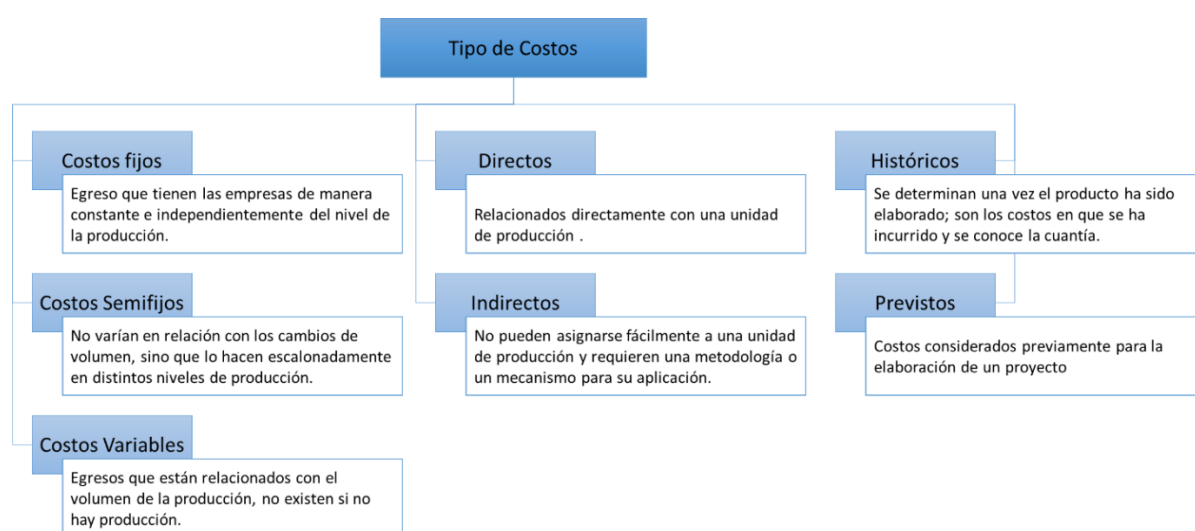 Tipo de Costos
Costos fijos
Egreso que tienen las empresas de manera
constante e independientemente del nivel de
la producción.
Costos Semifijos
No varían en relación con los cambios de
volumen, sino que lo hacen escalonadamente
en distintos niveles de producción.
Costos Variables
Egresos que están relacionados con el
volumen de la producción, no existen si no
hay producción.
Directos
Relacionados directamente con una unidad
de producción .
Indirectos
No pueden asignarse fácilmente a una unidad
de producción y requieren una metodología o
un mecanismo para su aplicación.
Históricos
Se determinan una vez el producto ha sido
elaborado; son los costos en que se ha
incurrido y se conoce la cuantía.
Previstos
Costos considerados previamente para la
elaboración de un proyecto